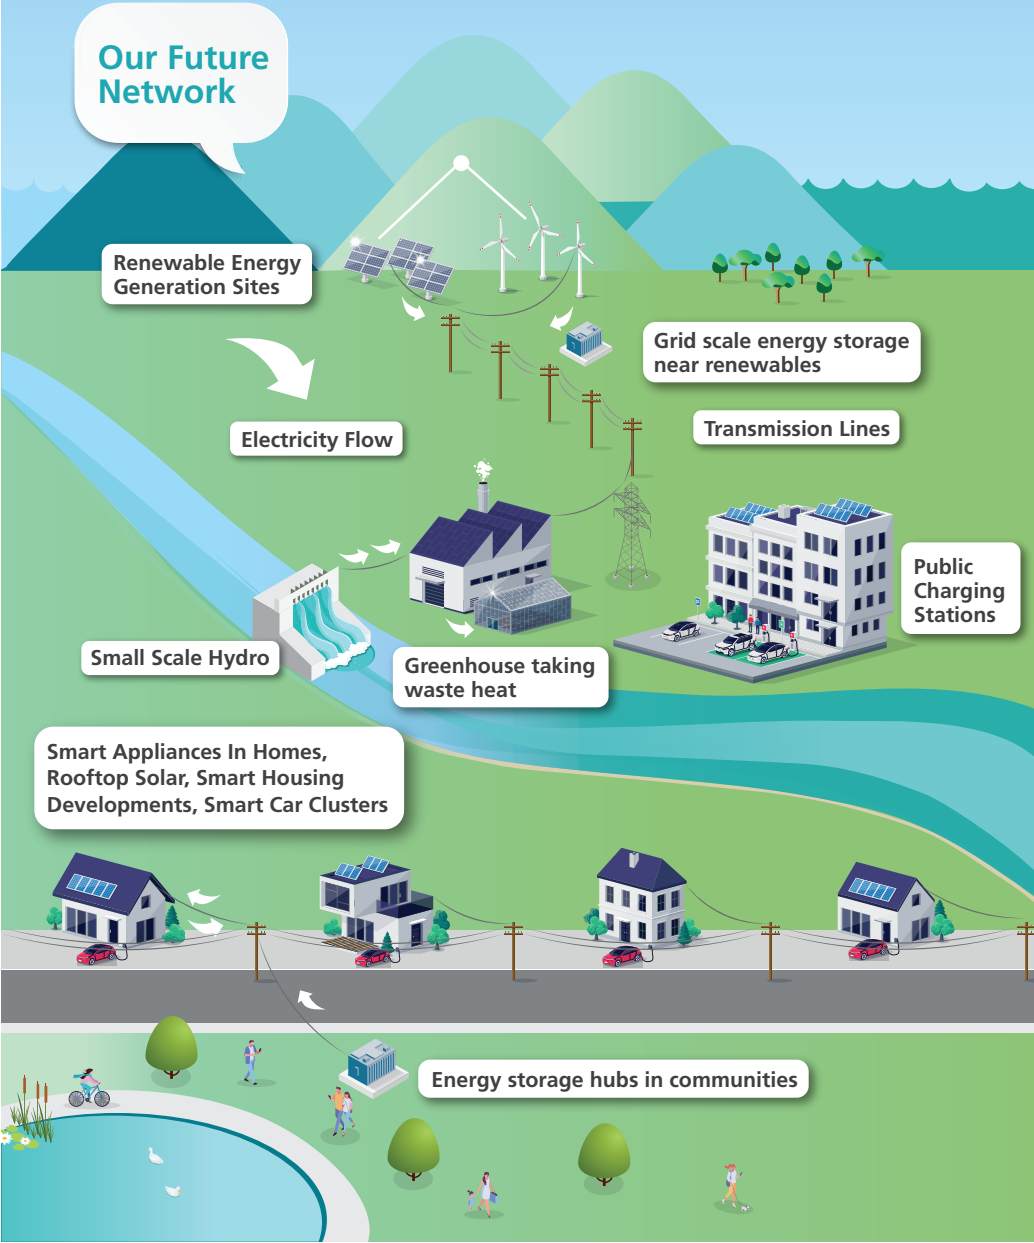 Our Future
Network
Renewable Energy
Generation Sites
Grid scale energy storage
near renewables
Transmission Lines
Electricity Flow
Public
Charging
Stations
Small Scale Hydro
Greenhouse taking
waste heat
Smart Appliances In Homes,
Rooftop Solar, Smart Housing
Developments, Smart Car Clusters
Energy storage hubs in communities